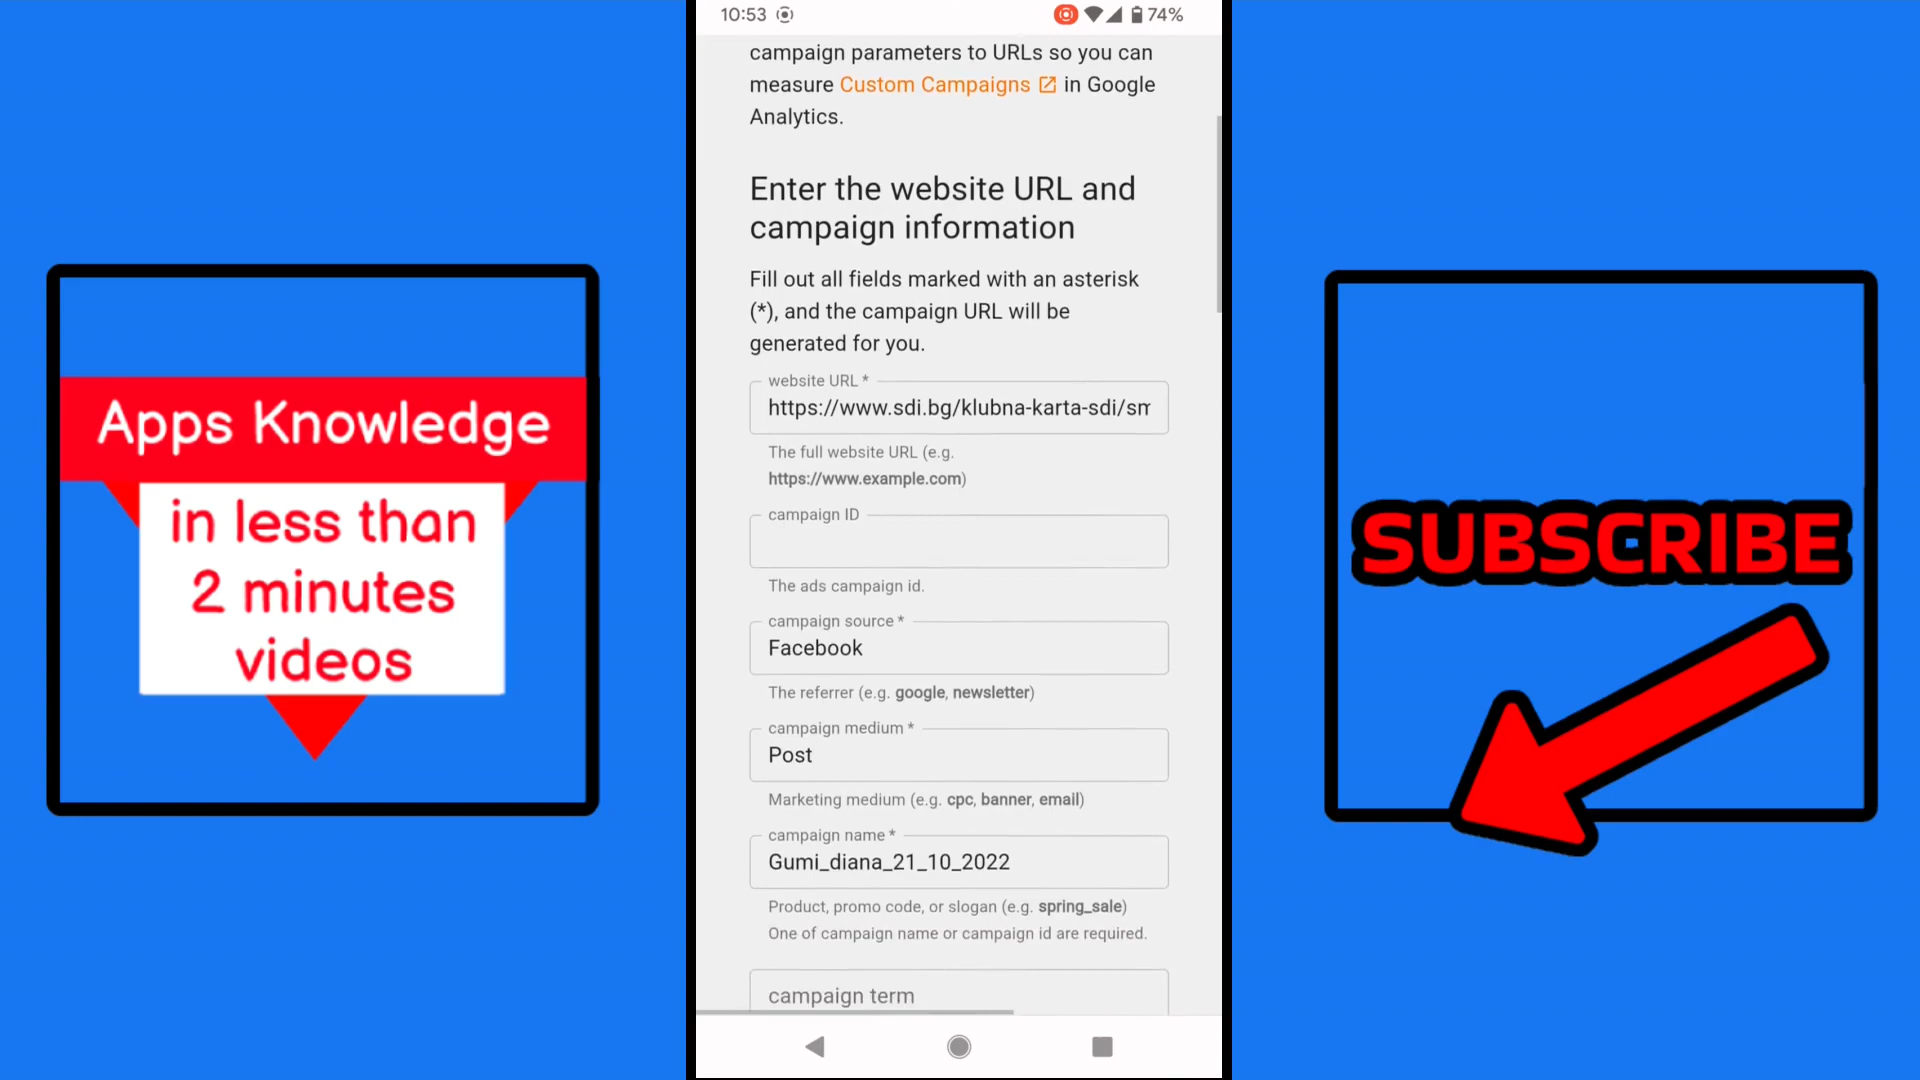 10:53
74%
campaign parameters to URLs so you can
measure Custom Campaigns in Google
Analytics.
Enter the website URL and
campaign information
Fill out all fields marked with an asterisk
(*), and the campaign URL will be
generated for you.
website URL *
https://www.sdi.bg/klubna-karta-sdi/sm
The full website URL (e.g.
https://www.example.com)
campaign ID
The ads campaign id.
campaign source *
Facebook
The referrer (e.g. google, newsletter)
campaign medium *
Post
Marketing medium (e.g. cpc, banner, email)
campaign name *
Gumi_diana_21_10_2022
Product, promo code, or slogan (e.g. spring_sale)
One of campaign name or campaign id are required.
campaign term
Apps Knowledge
in less than
2 minutes
videos
SUBSCRIBE